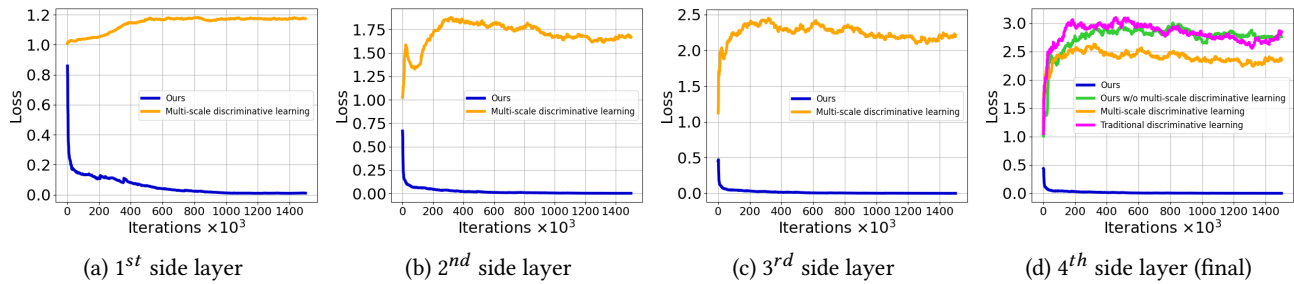 1.2
1.0
0.8
0.6
0.4
0.2
0.0
Loss
Ours
Multi-scale discriminative learning
0 200 400 600 800 1000 1200 1400
Iterations ×10³
(a) 1st side layer
1.75
1.50
1.25
1.00
0.75
0.50
0.25
0.00
Loss
Ours
Multi-scale discriminative learning
0 200 400 600 800 1000 1200 1400
Iterations ×10³
(b) 2nd side layer
2.5
2.0
1.5
1.0
0.5
0.0
Loss
Ours
Multi-scale discriminative learning
0 200 400 600 800 1000 1200 1400
Iterations ×10³
(c) 3rd side layer
3.0
2.5
2.0
1.5
1.0
0.5
0.0
Loss
Ours
Ours w/o multi-scale discriminative learning
Multi-scale discriminative learning
Traditional discriminative learning
0 200 400 600 800 1000 1200 1400
Iterations ×10³
(d) 4th side layer (final)